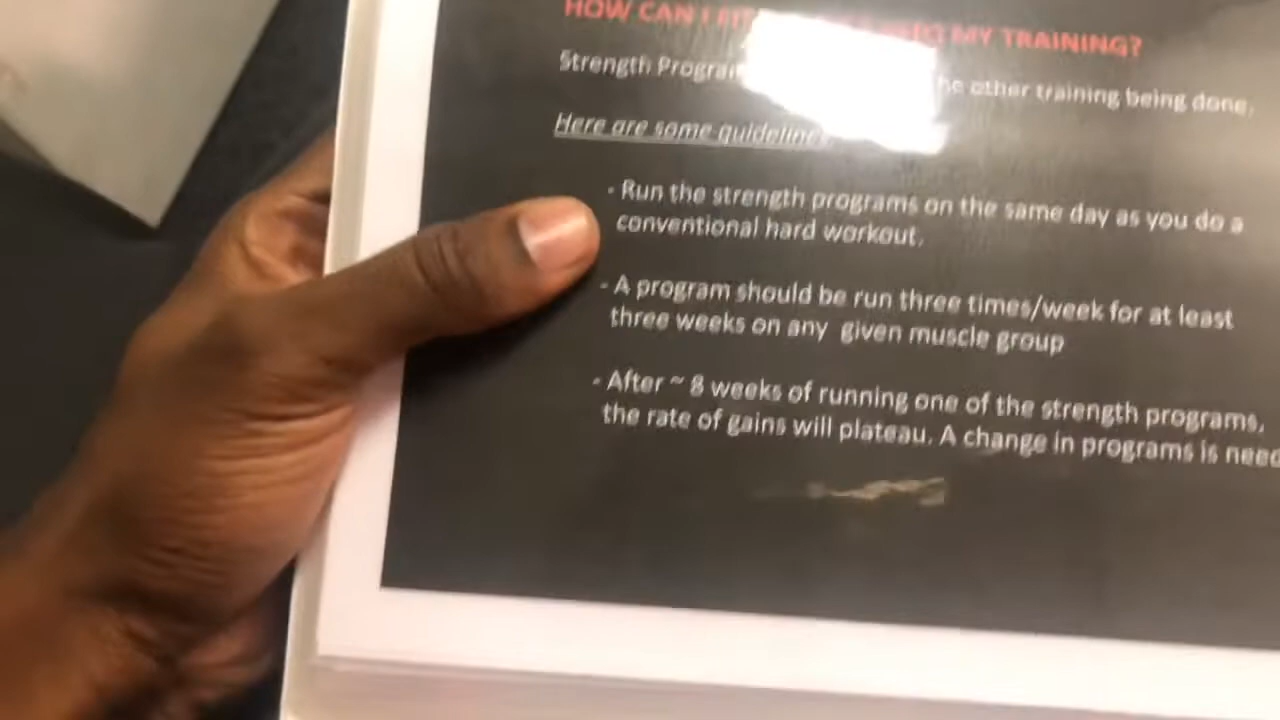 HOW CAN I MY TRAINING?
Strength he other training being done.
Here are some guideline
- Run the strength programs on the same day as you do a
conventional hard workout.
- A program should be run three times/week for at least
three weeks on any given muscle group
- After ~ 8 weeks of running one of the strength programs,
the rate of gains will plateau. A change in programs is need